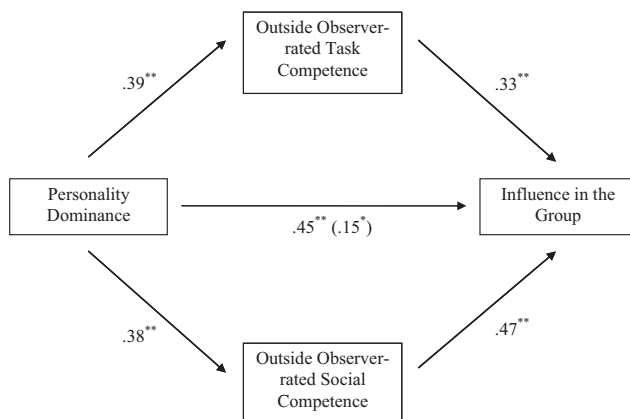 Outside Observer-
rated Task
Competence
.39**
.33**
Personality
Dominance
Influence in the
Group
.45** (.15*)
.38**
.47**
Outside Observer-
rated Social
Competence